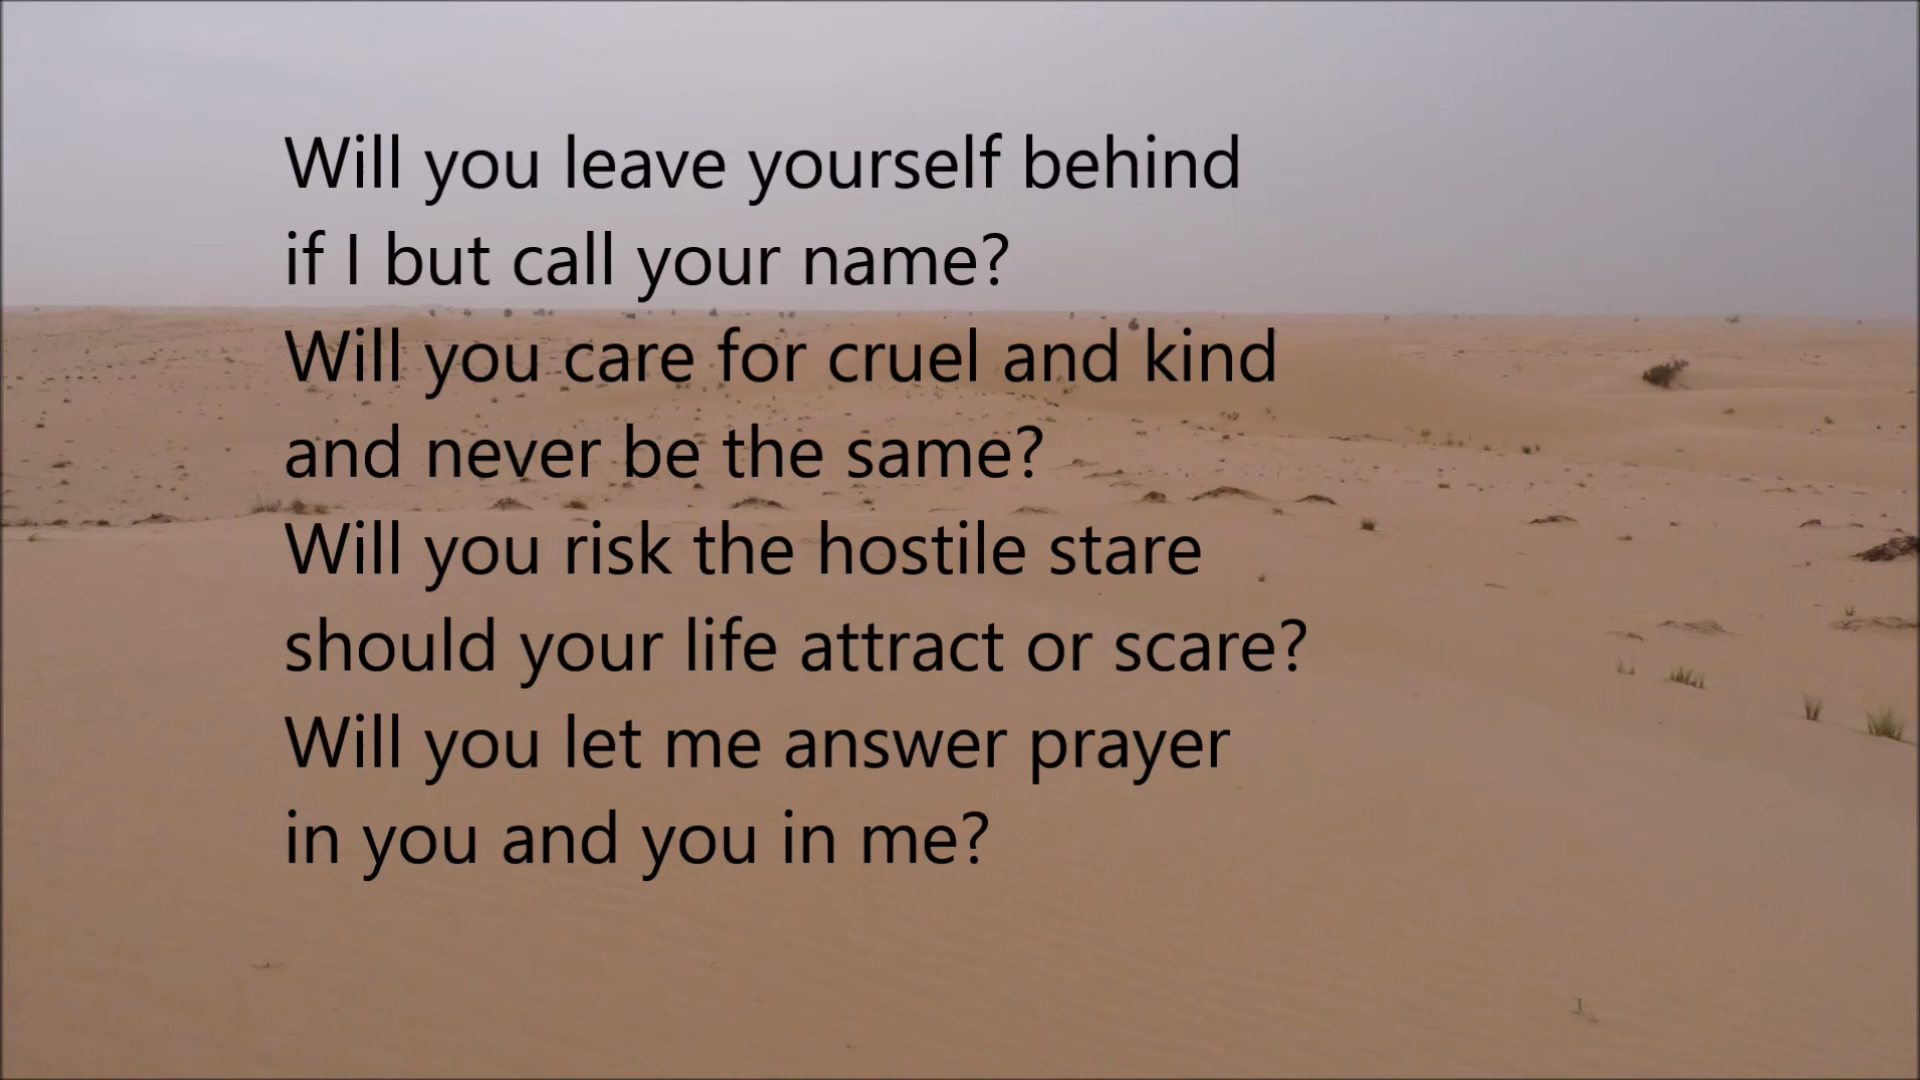 Will you leave yourself behind
if I but call your name?
Will you care for cruel and kind
and never be the same?
Will you risk the hostile stare
should your life attract or scare?
Will you let me answer prayer
in you and you in me?